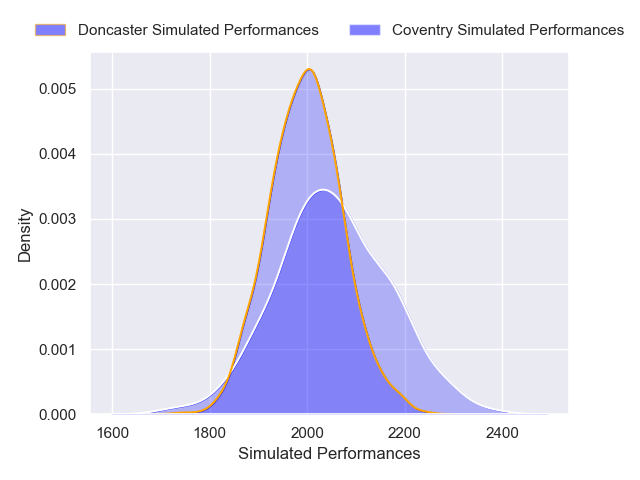 Doncaster Simulated Performances Coventry Simulated Performances
0.005
0.004
0.003
0.002
0.001
0.000
Density
1600 1800 2000 2200 2400
Simulated Performances